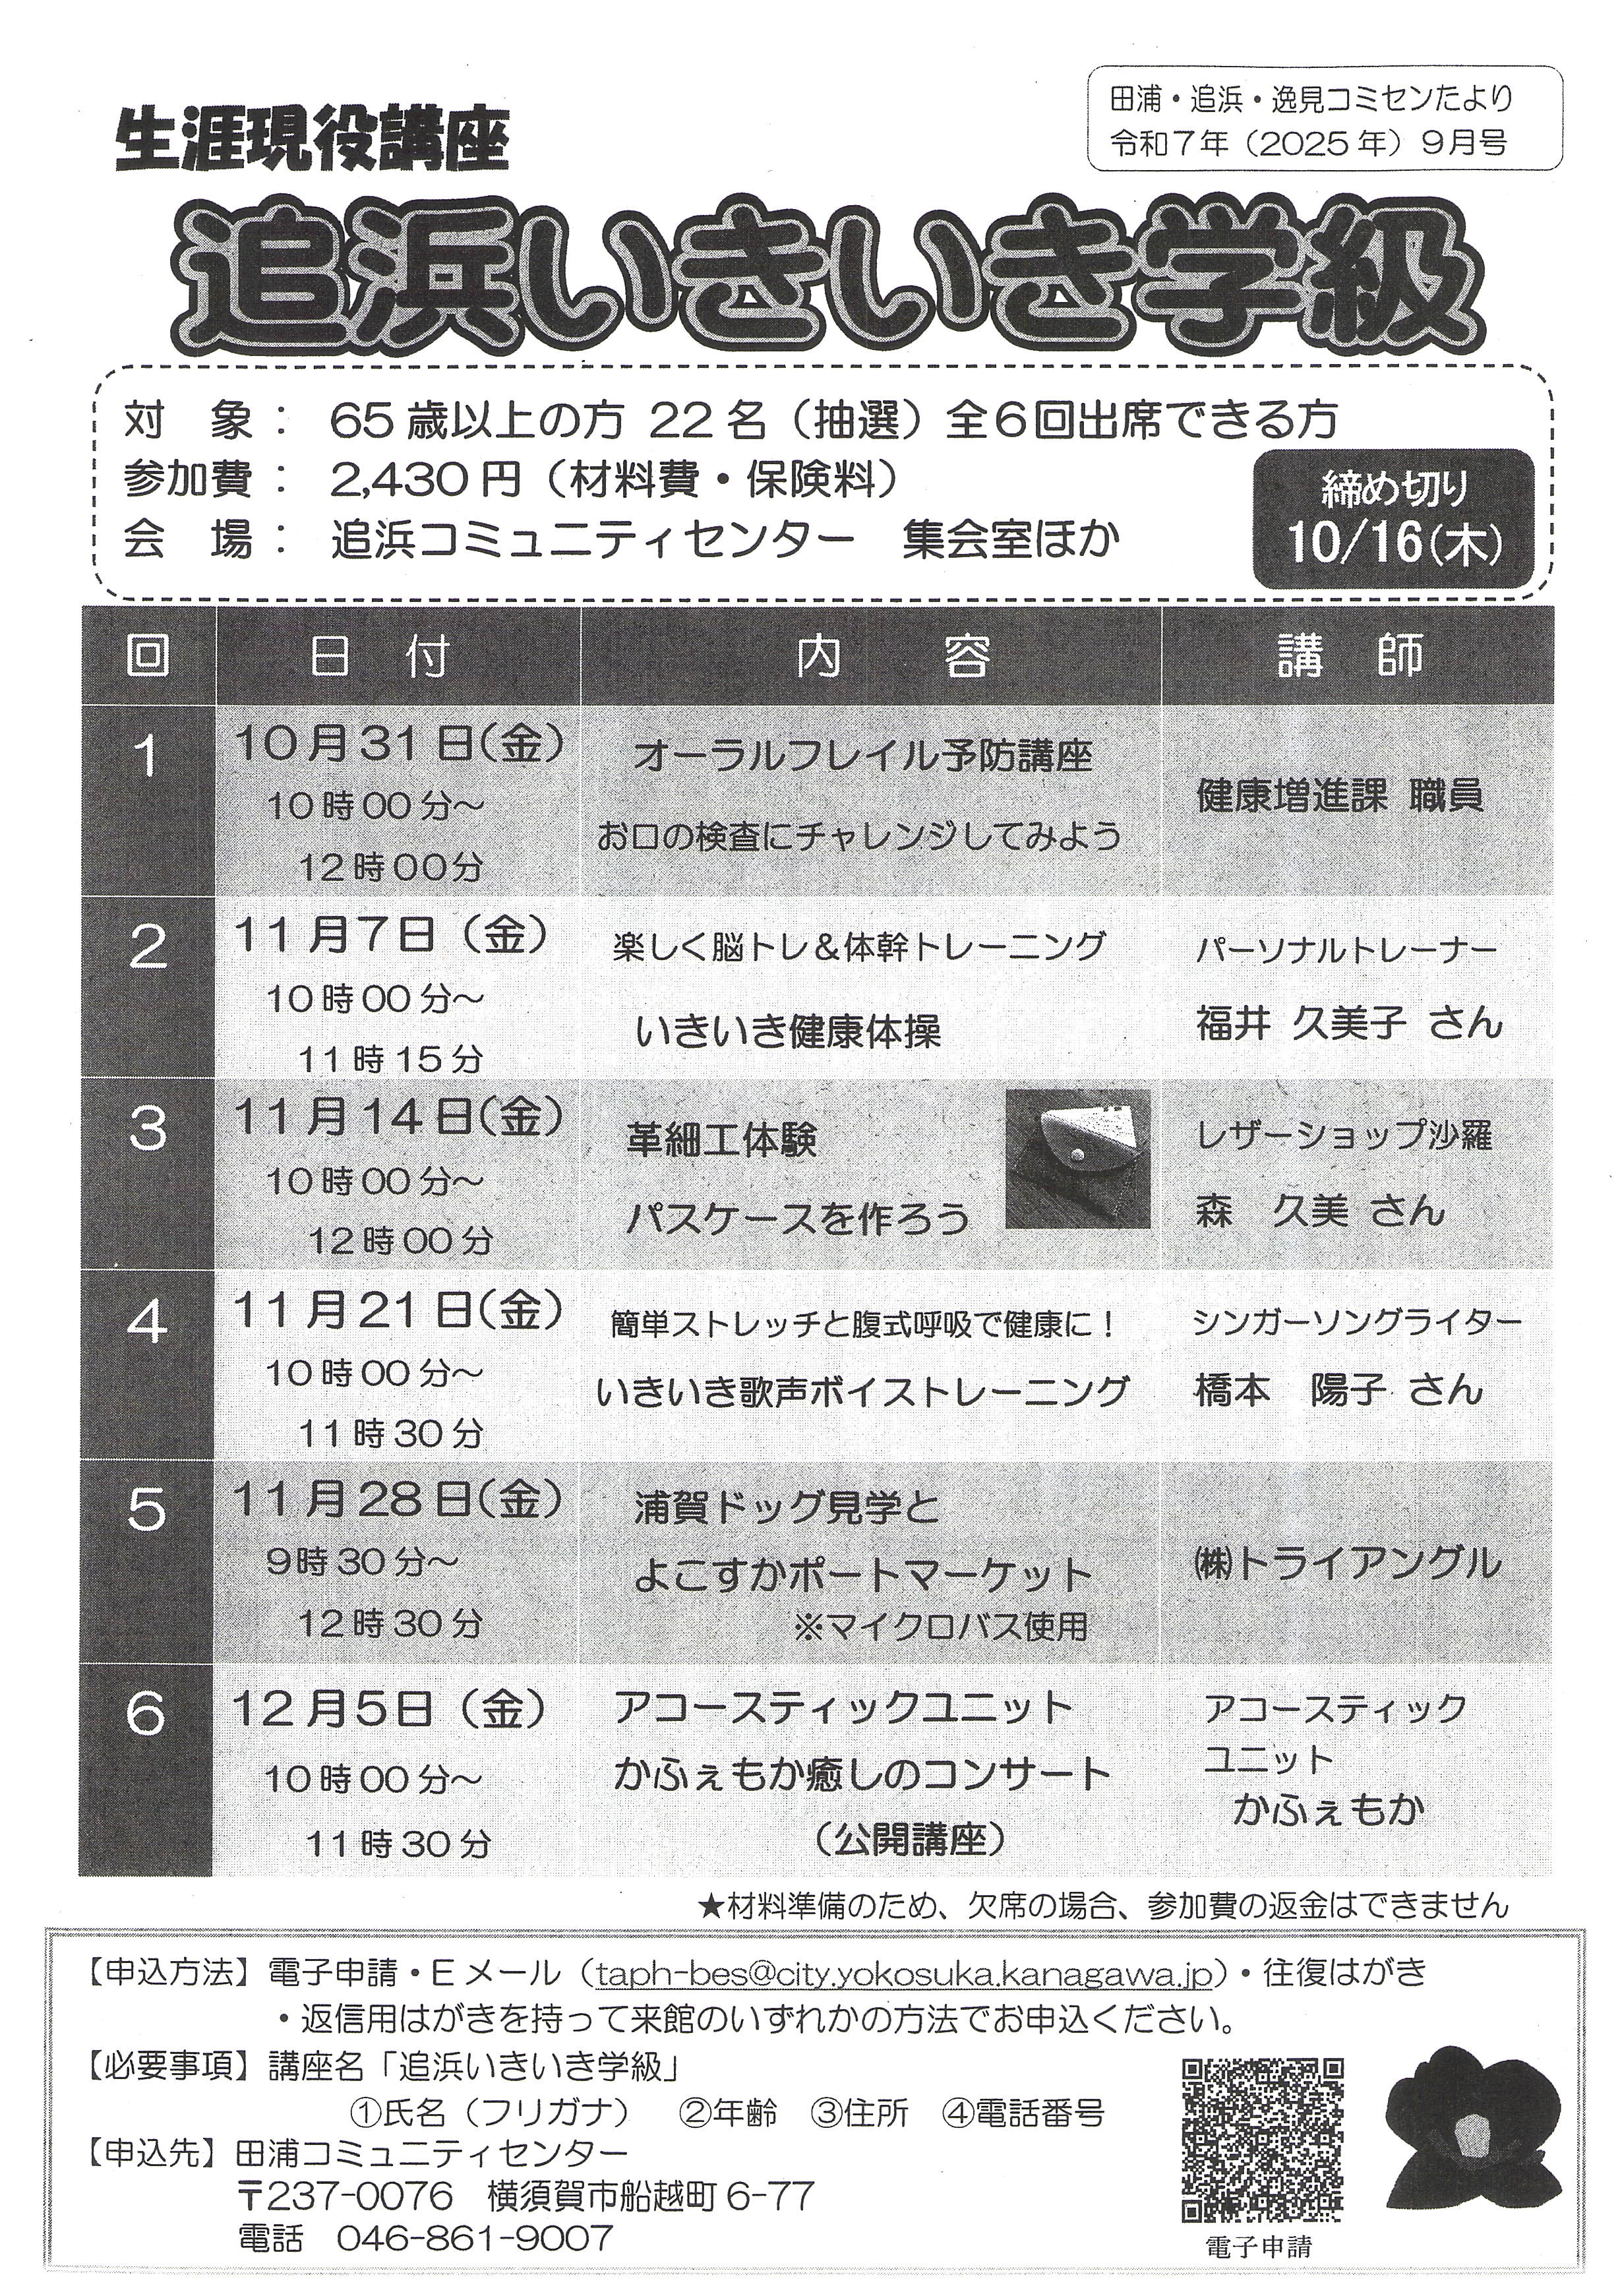 田浦・追浜・逸見コミセンたより
令和7年（2025年）9月号
生涯現役講座
追浜いきいき学級
対　象：　65歳以上の方 22名（抽選）全6回出席できる方
参加費：　2,430円（材料費・保険料）
会　場：　追浜コミュニティセンター　集会室ほか
締め切り
10/16(木)
回　日　付　内　容　講　師
1
10月31日(金)
10時00分～
12時00分
オーラルフレイル予防講座
お口の検査にチャレンジしてみよう
健康増進課 職員
2
11月7日（金）
10時00分～
11時15分
楽しく脳トレ＆体幹トレーニング
いきいき健康体操
パーソナルトレーナー
福井 久美子 さん
3
11月14日(金)
10時00分～
12時00分
革細工体験
パスケースを作ろう
レザーショップ沙羅
森　久美 さん
4
11月21日(金)
10時00分～
11時30分
簡単ストレッチと腹式呼吸で健康に！
いきいき歌声ボイストレーニング
シンガーソングライター
橋本　陽子 さん
5
11月28日(金)
9時30分～
12時30分
浦賀ドッグ見学と
よこすかポートマーケット
※マイクロバス使用
㈱トライアングル
6
12月5日（金）
10時00分～
11時30分
アコースティックユニット
かふぇもか癒しのコンサート
（公開講座）
アコースティック
ユニット
かふぇもか
★材料準備のため、欠席の場合、参加費の返金はできません
【申込方法】電子申請・Eメール（taph-bes@city.yokosuka.kanagawa.jp）・往復はがき
・返信用はがきを持って来館のいずれかの方法でお申込ください。
【必要事項】講座名「追浜いきいき学級」
①氏名（フリガナ）　②年齢　③住所　④電話番号
【申込先】田浦コミュニティセンター
〒237-0076　横須賀市船越町6-77
電話　046-861-9007
電子申請